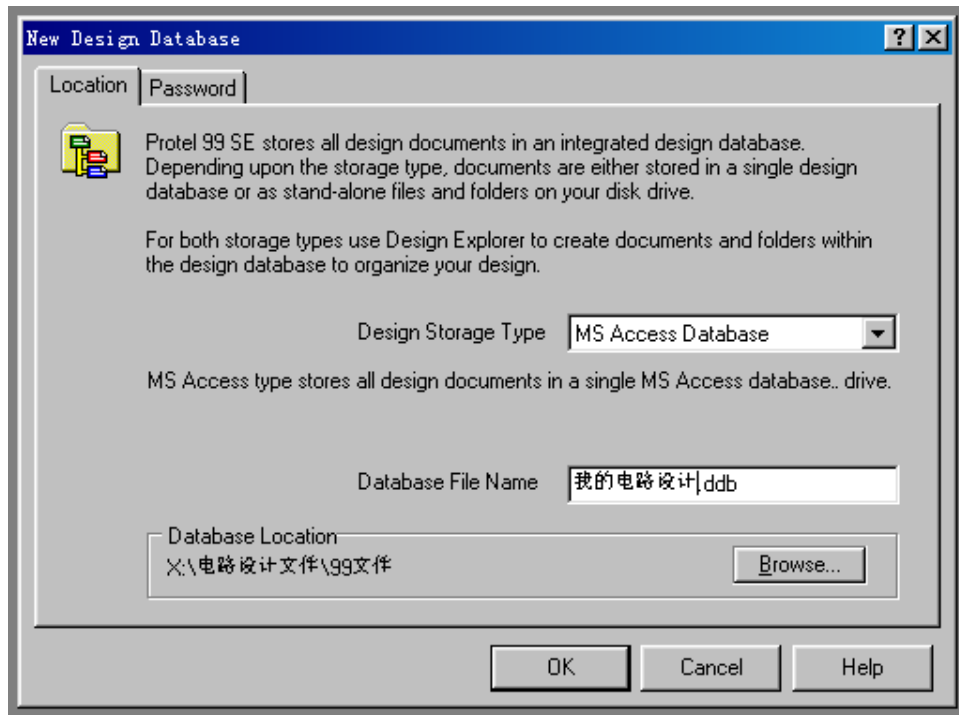 New Design Database
Location Password
Protel 99 SE stores all design documents in an integrated design database.
Depending upon the storage type, documents are either stored in a single design
database or as stand-alone files and folders on your disk drive.
For both storage types use Design Explorer to create documents and folders within
the design database to organize your design.
Design Storage Type MS Access Database
MS Access type stores all design documents in a single MS Access database.. drive.
Database File Name 我的电路设计.ddb
Database Location
X:\电路设计文件\99文件 Browse...
OK Cancel Help